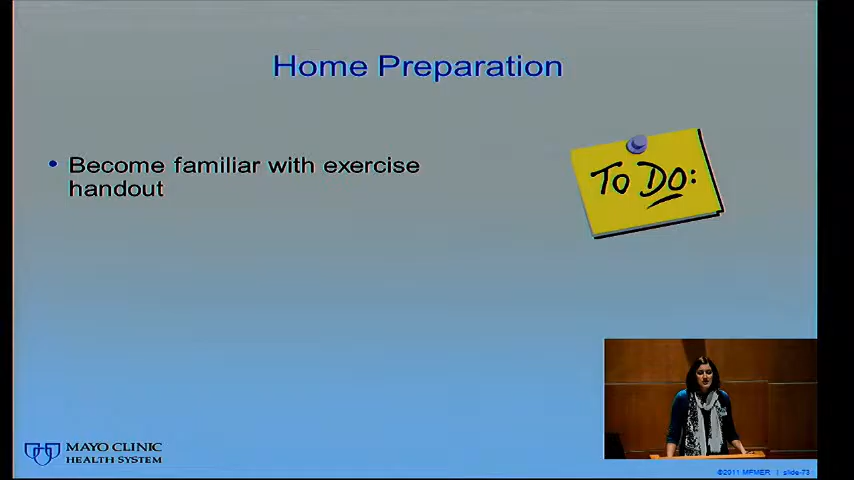 Home Preparation
• Become familiar with exercise
handout
To Do:
MAYO CLINIC
HEALTH SYSTEM
©2011 MFMER | slide-73